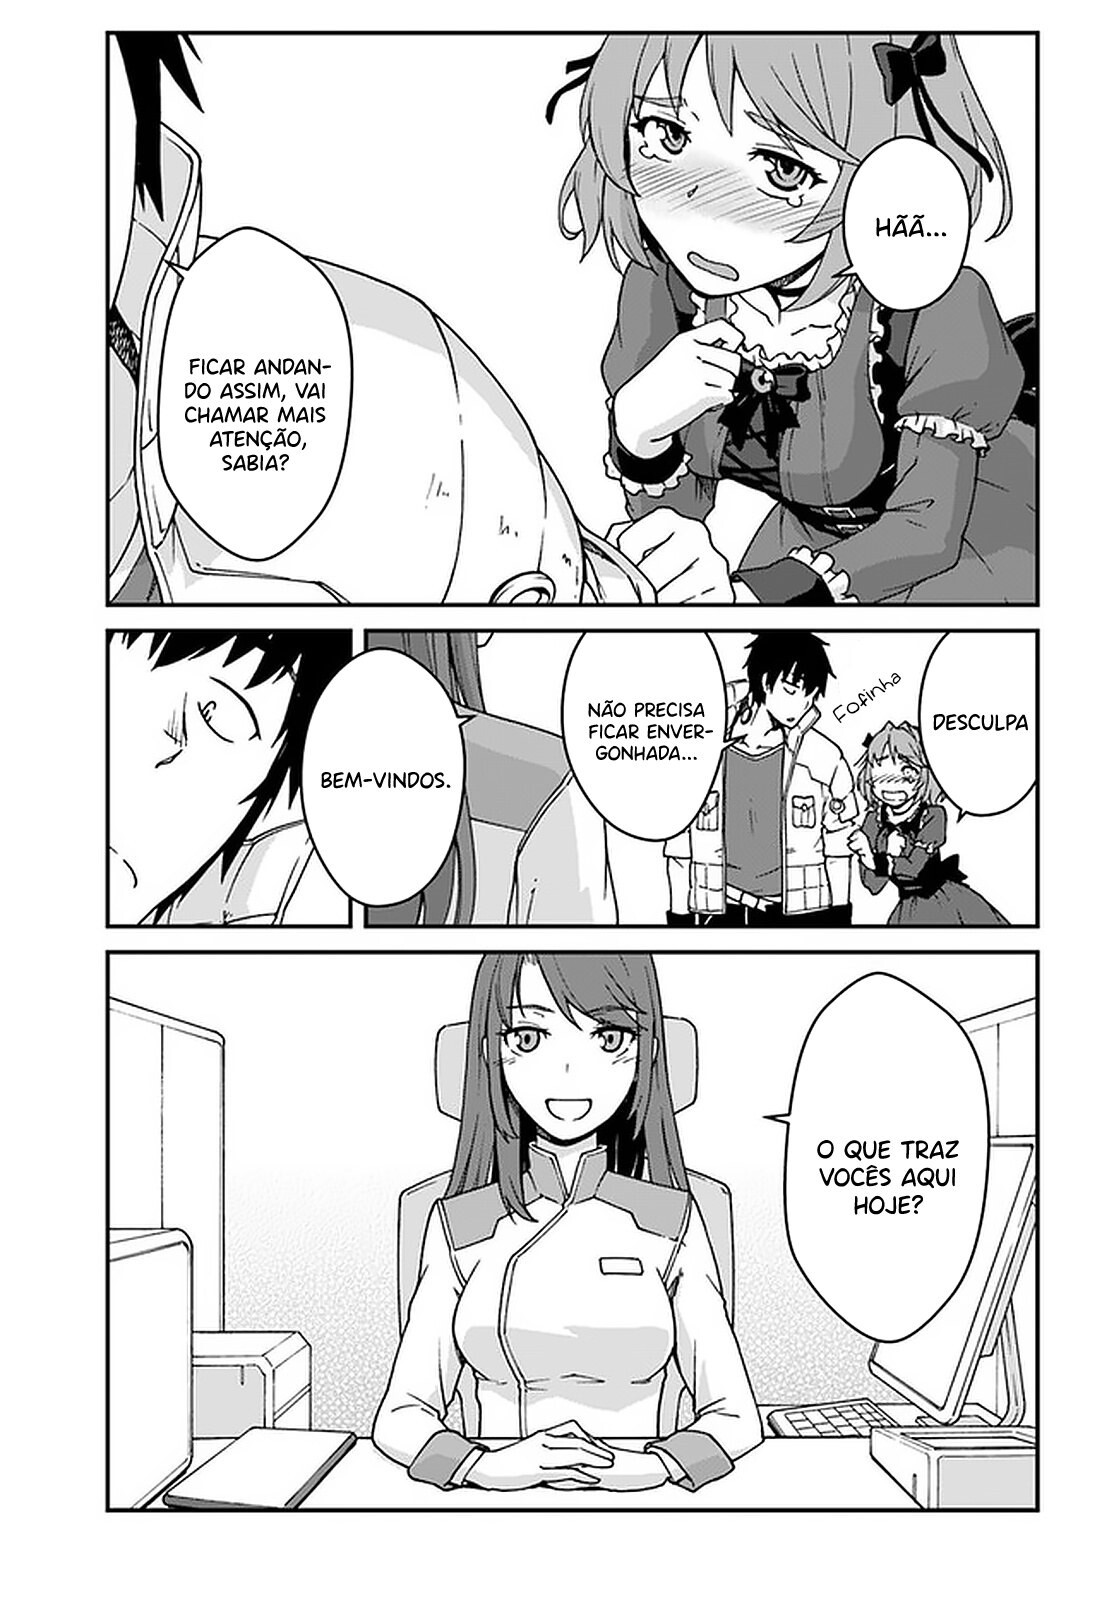 HÃÃ...
FICAR ANDAN-
DO ASSIM, VAI
CHAMAR MAIS
ATENÇÃO,
SABIA?
DESCULPA
Fofinha
NÃO PRECISA
FICAR ENVER-
GONHADA...
BEM-VINDOS.
O QUE TRAZ
VOCÊS AQUI
HOJE?